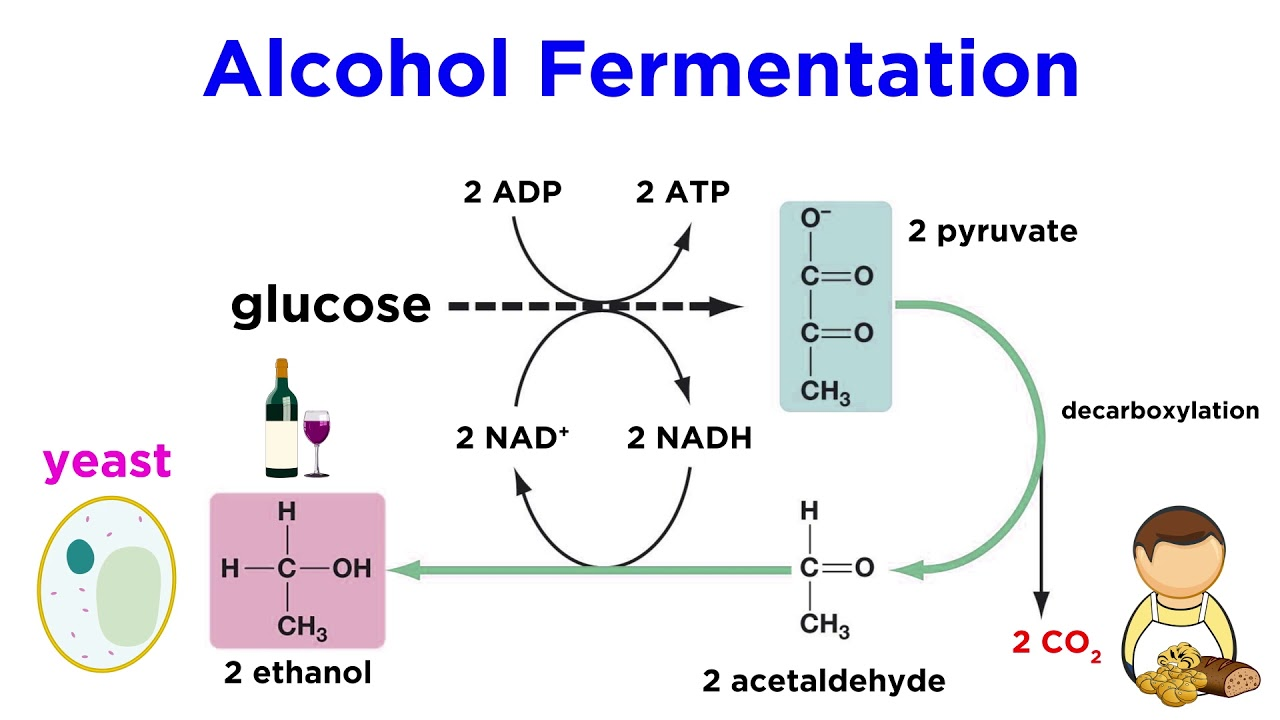 Alcohol Fermentation
2 ADP
2 ATP
2 pyruvate
O⁻
C=O
C=O
CH₃
glucose
decarboxylation
2 NAD⁺
2 NADH
yeast
H
H—C—OH
CH₃
2 ethanol
H
C=O
CH₃
2 acetaldehyde
2 CO₂